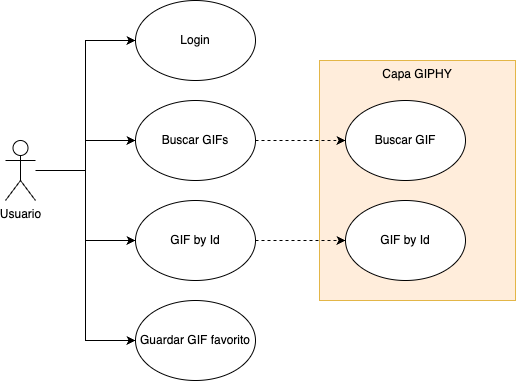 Login
Capa GIPHY
Buscar GIFs
Buscar GIF
Usuario
GIF by Id
GIF by Id
Guardar GIF favorito